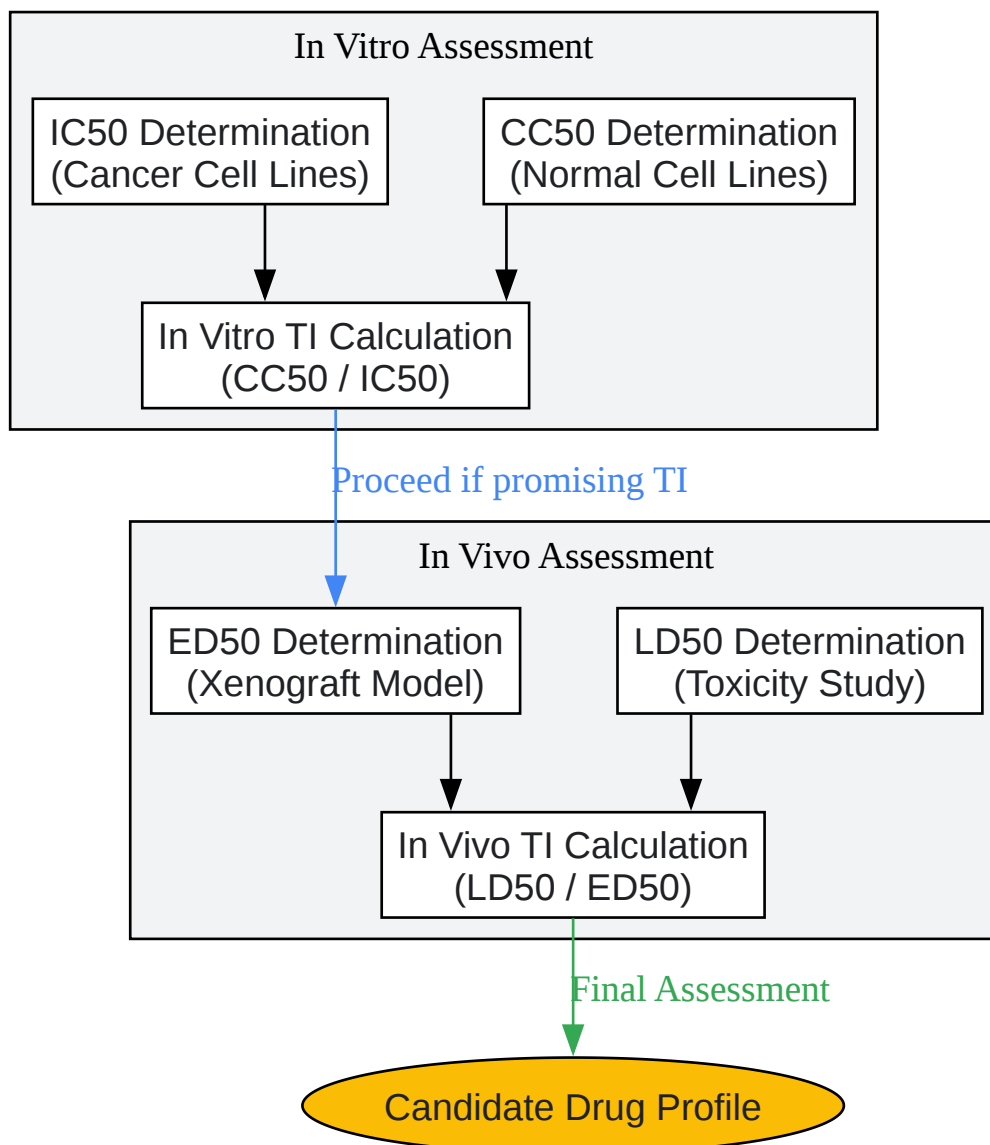 In Vitro Assessment
IC50 Determination
(Cancer Cell Lines)
CC50 Determination
(Normal Cell Lines)
In Vitro TI Calculation
(CC50 / IC50)
Proceed if promising TI
In Vivo Assessment
ED50 Determination
(Xenograft Model)
LD50 Determination
(Toxicity Study)
In Vivo TI Calculation
(LD50 / ED50)
Final Assessment
Candidate Drug Profile